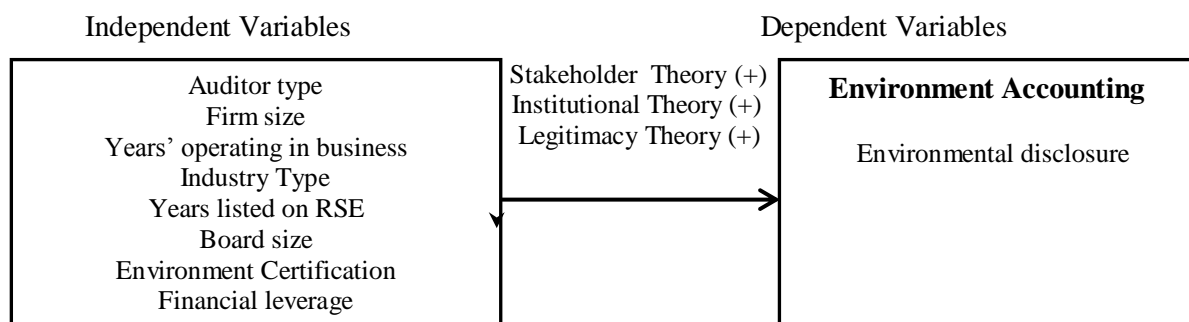 Independent Variables
Dependent Variables
Auditor type
Firm size
Years’ operating in business
Industry Type
Years listed on RSE
Board size
Environment Certification
Financial leverage
Stakeholder Theory (+)
Institutional Theory (+)
Legitimacy Theory (+)
Environment Accounting
Environmental disclosure